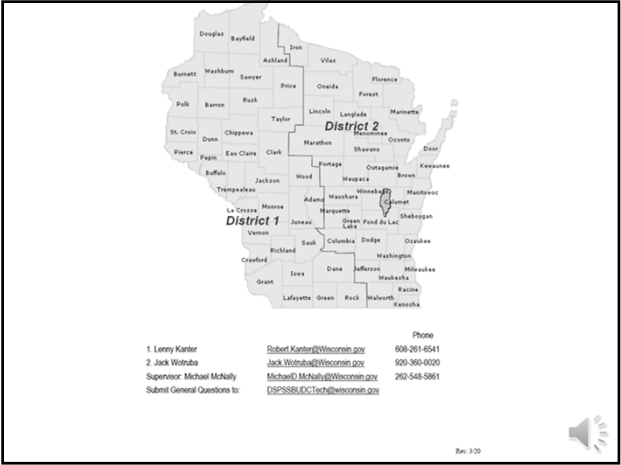 Douglas Bayfield
Iron
Ashland Vilas
Burnett Washburn Sawyer Florence
Price Oneida
Forest
Polk Barron Rusk
Lincoln Langlade Marinette
Taylor
District 2
St. Croix Dunn Chippewa Menominee Oconto
Marathon Shawano Door
Pierce Pepin Eau Claire Clark
Portage Outagamie Kewaunee
Buffalo Wood Waupaca Brown
Jackson
Trempealeau Winnebago Manitowoc
Adams Waushara Calumet
La Crosse Monroe Marquette
Juneau Green Lake Fond du Lac Sheboygan
District 1
Vernon
Sauk Columbia Dodge Ozaukee
Richland Washington
Crawford
Iowa Dane Jefferson Milwaukee
Waukesha
Grant Racine
Lafayette Green Rock Walworth Kenosha
Phone
1. Lenny Kanter Robert.Kanter@Wisconsin.gov 608-261-6541
2. Jack Wotruba Jack.Wotruba@Wisconsin.gov 920-360-0020
Supervisor: Michael McNally MichaelD.McNally@Wisconsin.gov 262-548-5861
Submit General Questions to: DSPSSBUDCTech@wisconsin.gov
Rev. 3/20